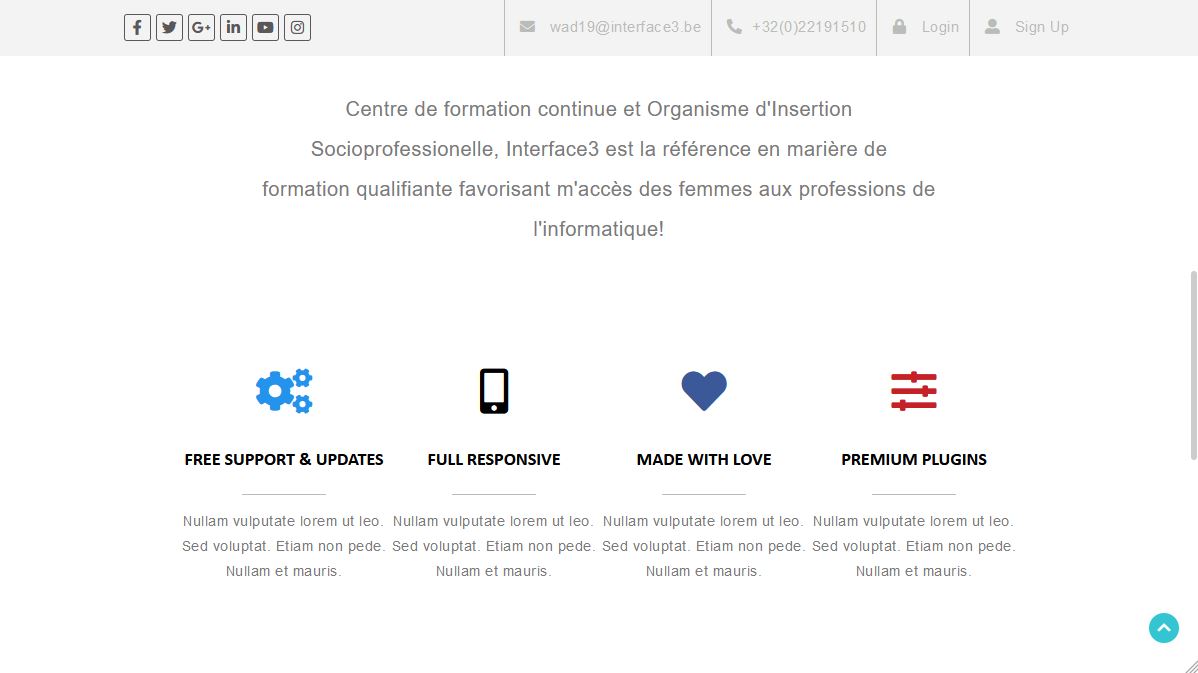 wad19@interface3.be +32(0)22191510 Login Sign Up
Centre de formation continue et Organisme d'Insertion
Socioprofessionelle, Interface3 est la référence en marière de
formation qualifiante favorisant m'accès des femmes aux professions de
l'informatique!
FREE SUPPORT & UPDATES
Nullam vulputate lorem ut leo.
Sed voluptat. Etiam non pede.
Nullam et mauris.
FULL RESPONSIVE
Nullam vulputate lorem ut leo.
Sed voluptat. Etiam non pede.
Nullam et mauris.
MADE WITH LOVE
Nullam vulputate lorem ut leo.
Sed voluptat. Etiam non pede.
Nullam et mauris.
PREMIUM PLUGINS
Nullam vulputate lorem ut leo.
Sed voluptat. Etiam non pede.
Nullam et mauris.